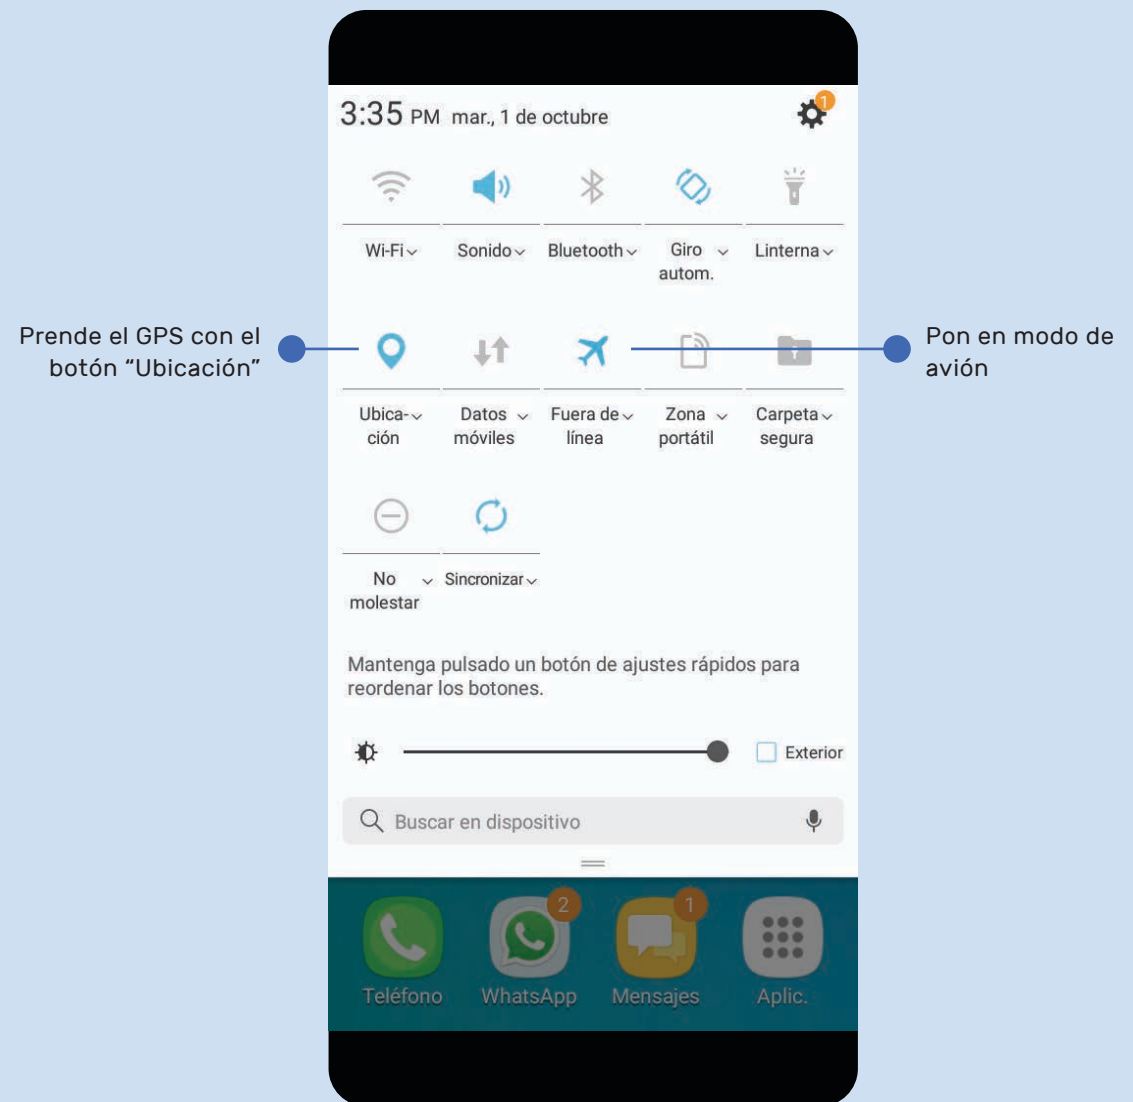 3:35 PM mar., 1 de octubre
1
Wi-Fi
Sonido
Bluetooth
Giro
autom.
Linterna
Prende el GPS con el
botón “Ubicación”
Pon en modo de
avión
Ubica-
ción
Datos
móviles
Fuera de
línea
Zona
portátil
Carpeta
segura
No
molestar
Sincronizar
Mantenga pulsado un botón de ajustes rápidos para
reordenar los botones.
Exterior
Buscar en dispositivo
2
1
Teléfono
WhatsApp
Mensajes
Aplic.